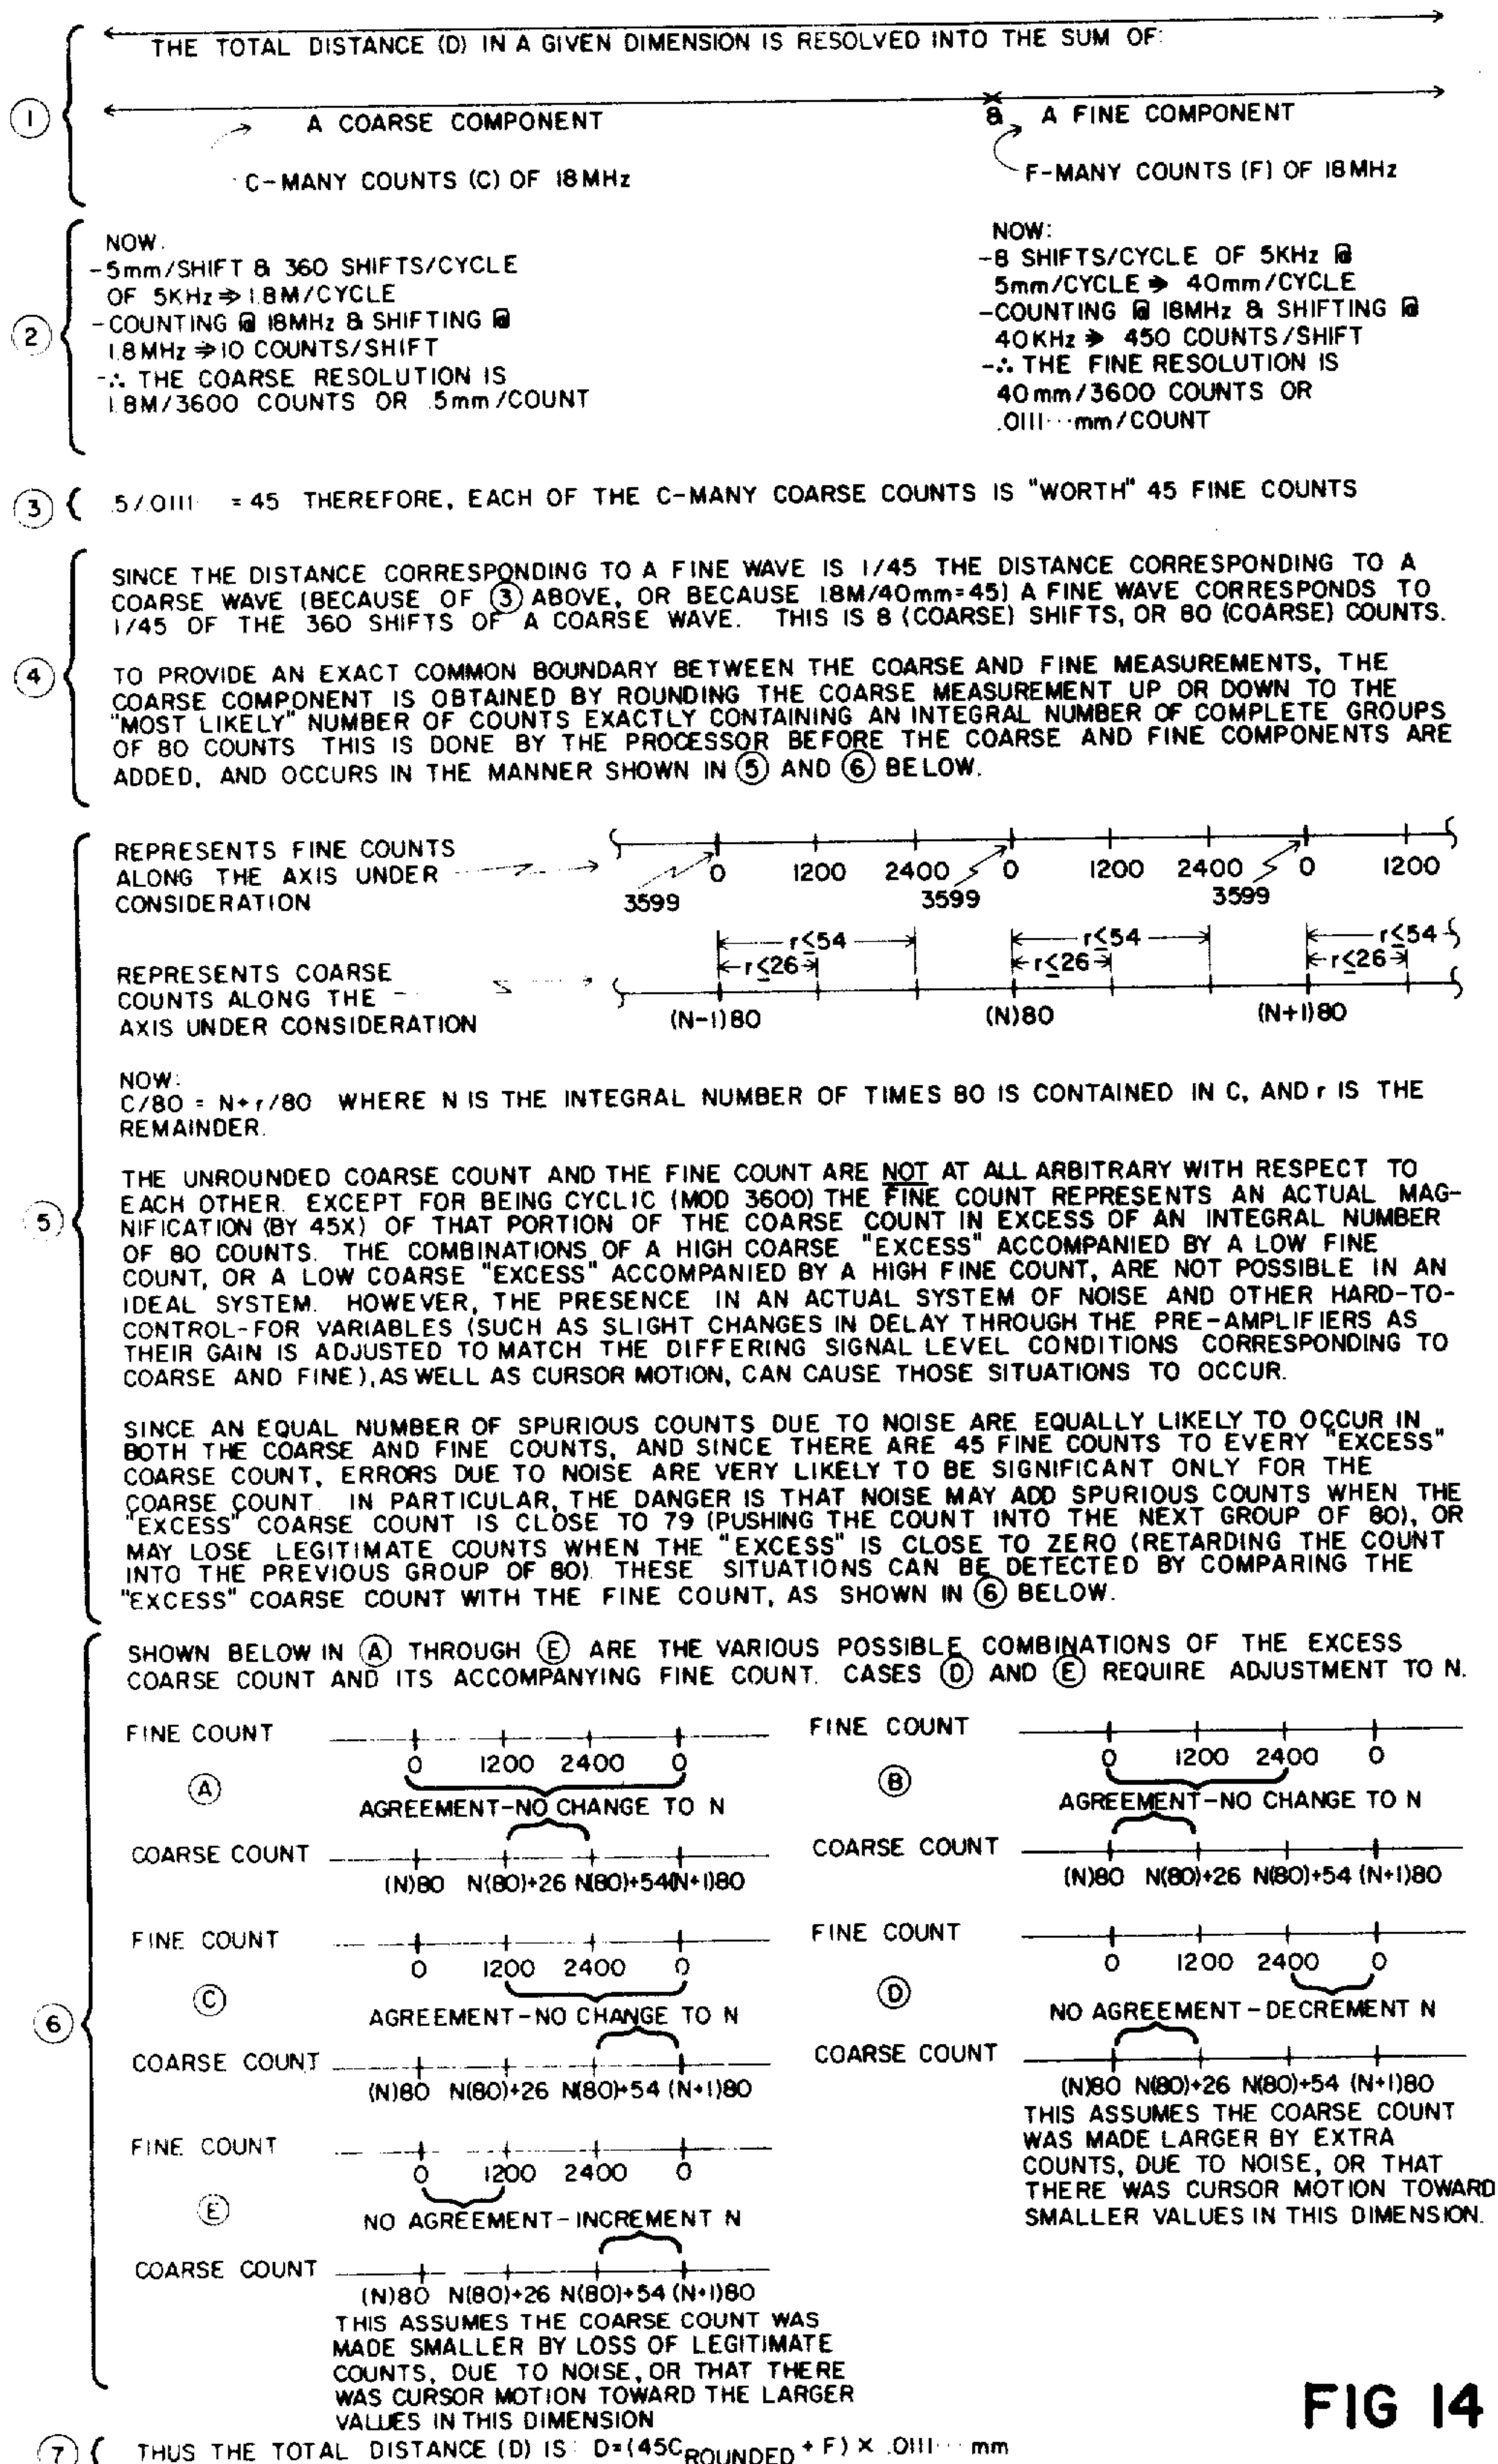 THE TOTAL DISTANCE (D) IN A GIVEN DIMENSION IS RESOLVED INTO THE SUM OF:
1
A COARSE COMPONENT
& A FINE COMPONENT
C-MANY COUNTS (C) OF 18MHz
F-MANY COUNTS (F) OF 18MHz
2
NOW:
-5mm/SHIFT & 360 SHIFTS/CYCLE
OF 5KHz ⇒ 1.8M/CYCLE
-COUNTING @ 18MHz & SHIFTING @
1.8MHz ⇒ 10 COUNTS/SHIFT
-∴ THE COARSE RESOLUTION IS
1.8M/3600 COUNTS OR .5mm/COUNT
NOW:
-8 SHIFTS/CYCLE OF 5KHz @
5mm/CYCLE ⇒ 40mm/CYCLE
-COUNTING @ 18MHz & SHIFTING @
40KHz ⇒ 450 COUNTS/SHIFT
-∴ THE FINE RESOLUTION IS
40mm/3600 COUNTS OR
.0111···mm/COUNT
3
.5/.0111 = 45 THEREFORE, EACH OF THE C-MANY COARSE COUNTS IS "WORTH" 45 FINE COUNTS
4
SINCE THE DISTANCE CORRESPONDING TO A FINE WAVE IS 1/45 THE DISTANCE CORRESPONDING TO A
COARSE WAVE (BECAUSE OF 3 ABOVE, OR BECAUSE 1.8M/40mm=45) A FINE WAVE CORRESPONDS TO
1/45 OF THE 360 SHIFTS OF A COARSE WAVE. THIS IS 8 (COARSE) SHIFTS, OR 80 (COARSE) COUNTS.
TO PROVIDE AN EXACT COMMON BOUNDARY BETWEEN THE COARSE AND FINE MEASUREMENTS, THE
COARSE COMPONENT IS OBTAINED BY ROUNDING THE COARSE MEASUREMENT UP OR DOWN TO THE
"MOST LIKELY" NUMBER OF COUNTS EXACTLY CONTAINING AN INTEGRAL NUMBER OF COMPLETE GROUPS
OF 80 COUNTS THIS IS DONE BY THE PROCESSOR BEFORE THE COARSE AND FINE COMPONENTS ARE
ADDED, AND OCCURS IN THE MANNER SHOWN IN 5 AND 6 BELOW.
5
REPRESENTS FINE COUNTS
ALONG THE AXIS UNDER
CONSIDERATION
0 1200 2400 0 1200 2400 0 1200
3599 3599 3599
r≤54 r≤54 r≤54
r≤26 r≤26 r≤26
REPRESENTS COARSE
COUNTS ALONG THE
AXIS UNDER CONSIDERATION
(N-1)80 (N)80 (N+1)80
NOW:
C/80 = N+r/80 WHERE N IS THE INTEGRAL NUMBER OF TIMES 80 IS CONTAINED IN C, AND r IS THE
REMAINDER.
THE UNROUNDED COARSE COUNT AND THE FINE COUNT ARE NOT AT ALL ARBITRARY WITH RESPECT TO
EACH OTHER. EXCEPT FOR BEING CYCLIC (MOD 3600) THE FINE COUNT REPRESENTS AN ACTUAL MAG-
NIFICATION (BY 45X) OF THAT PORTION OF THE COARSE COUNT IN EXCESS OF AN INTEGRAL NUMBER
OF 80 COUNTS. THE COMBINATIONS OF A HIGH COARSE "EXCESS" ACCOMPANIED BY A LOW FINE
COUNT, OR A LOW COARSE "EXCESS" ACCOMPANIED BY A HIGH FINE COUNT, ARE NOT POSSIBLE IN AN
IDEAL SYSTEM. HOWEVER, THE PRESENCE IN AN ACTUAL SYSTEM OF NOISE AND OTHER HARD-TO-
CONTROL-FOR VARIABLES (SUCH AS SLIGHT CHANGES IN DELAY THROUGH THE PRE-AMPLIFIERS AS
THEIR GAIN IS ADJUSTED TO MATCH THE DIFFERING SIGNAL LEVEL CONDITIONS CORRESPONDING TO
COARSE AND FINE), AS WELL AS CURSOR MOTION, CAN CAUSE THOSE SITUATIONS TO OCCUR.
SINCE AN EQUAL NUMBER OF SPURIOUS COUNTS DUE TO NOISE ARE EQUALLY LIKELY TO OCCUR IN
BOTH THE COARSE AND FINE COUNTS, AND SINCE THERE ARE 45 FINE COUNTS TO EVERY "EXCESS"
COARSE COUNT, ERRORS DUE TO NOISE ARE VERY LIKELY TO BE SIGNIFICANT ONLY FOR THE
COARSE COUNT. IN PARTICULAR, THE DANGER IS THAT NOISE MAY ADD SPURIOUS COUNTS WHEN THE
"EXCESS" COARSE COUNT IS CLOSE TO 79 (PUSHING THE COUNT INTO THE NEXT GROUP OF 80), OR
MAY LOSE LEGITIMATE COUNTS WHEN THE "EXCESS" IS CLOSE TO ZERO (RETARDING THE COUNT
INTO THE PREVIOUS GROUP OF 80). THESE SITUATIONS CAN BE DETECTED BY COMPARING THE
"EXCESS" COARSE COUNT WITH THE FINE COUNT, AS SHOWN IN 6 BELOW.
6
SHOWN BELOW IN A THROUGH E ARE THE VARIOUS POSSIBLE COMBINATIONS OF THE EXCESS
COARSE COUNT AND ITS ACCOMPANYING FINE COUNT. CASES D AND E REQUIRE ADJUSTMENT TO N.
FINE COUNT
0 1200 2400 0
A
AGREEMENT-NO CHANGE TO N
COARSE COUNT
(N)80 N(80)+26 N(80)+54 (N+1)80
FINE COUNT
0 1200 2400 0
B
AGREEMENT-NO CHANGE TO N
COARSE COUNT
(N)80 N(80)+26 N(80)+54 (N+1)80
FINE COUNT
0 1200 2400 0
C
AGREEMENT-NO CHANGE TO N
COARSE COUNT
(N)80 N(80)+26 N(80)+54 (N+1)80
FINE COUNT
0 1200 2400 0
D
NO AGREEMENT-DECREMENT N
COARSE COUNT
(N)80 N(80)+26 N(80)+54 (N+1)80
THIS ASSUMES THE COARSE COUNT
WAS MADE LARGER BY EXTRA
COUNTS, DUE TO NOISE, OR THAT
THERE WAS CURSOR MOTION TOWARD
SMALLER VALUES IN THIS DIMENSION.
FINE COUNT
0 1200 2400 0
E
NO AGREEMENT-INCREMENT N
COARSE COUNT
(N)80 N(80)+26 N(80)+54 (N+1)80
THIS ASSUMES THE COARSE COUNT WAS
MADE SMALLER BY LOSS OF LEGITIMATE
COUNTS, DUE TO NOISE, OR THAT THERE
WAS CURSOR MOTION TOWARD THE LARGER
VALUES IN THIS DIMENSION
FIG 14
7
THUS THE TOTAL DISTANCE (D) IS: D=(45C ROUNDED + F) X .0111··· mm